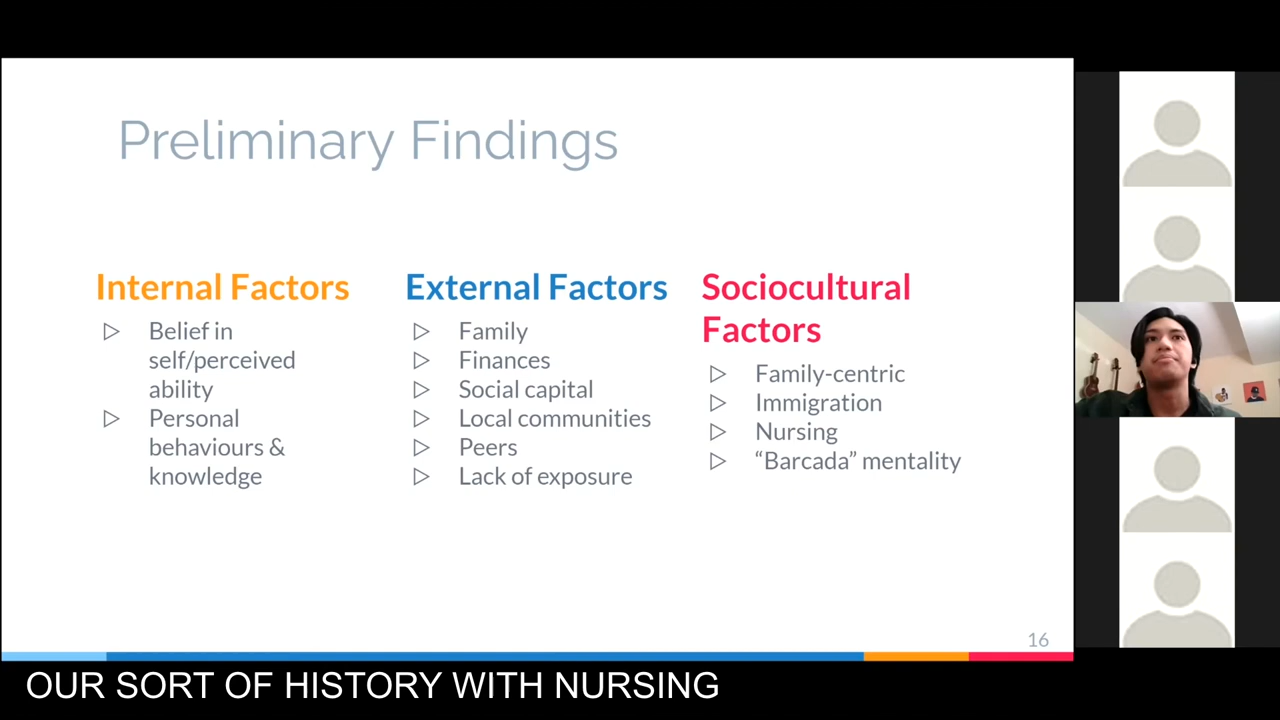 Preliminary Findings
Internal Factors
Belief in
self/perceived
ability
Personal
behaviours &
knowledge
External Factors
Family
Finances
Social capital
Local communities
Peers
Lack of exposure
Sociocultural
Factors
Family-centric
Immigration
Nursing
“Barcada” mentality
16
OUR SORT OF HISTORY WITH NURSING